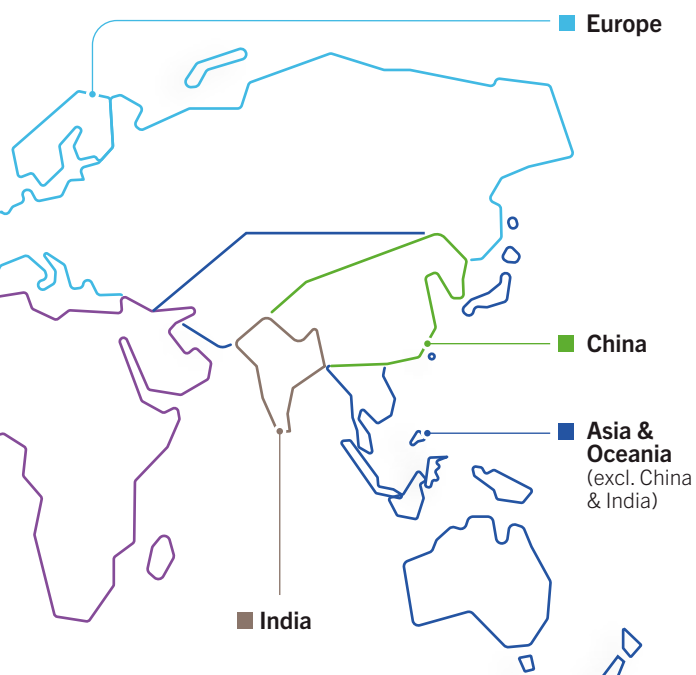 Europe
China
Asia &
Oceania
(excl. China
& India)
India